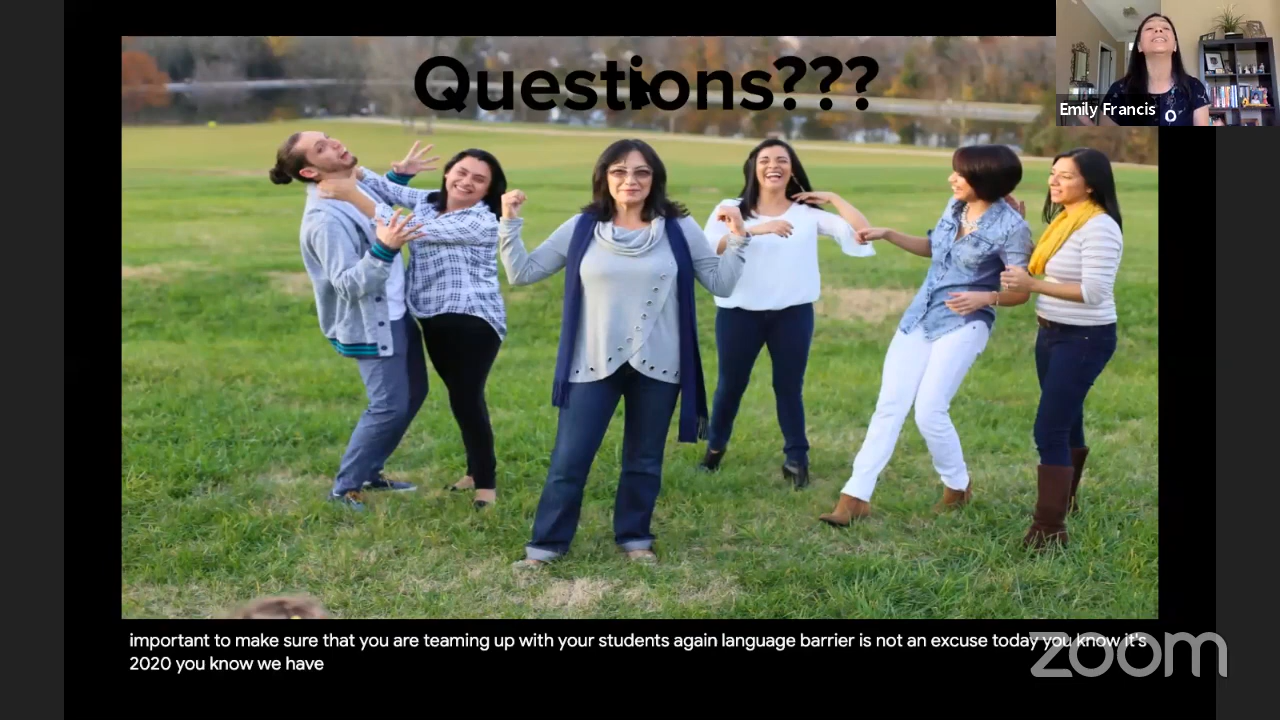 Questions???
Emily Francis
important to make sure that you are teaming up with your students again language barrier is not an excuse today you know it's
2020 you know we have
zoom